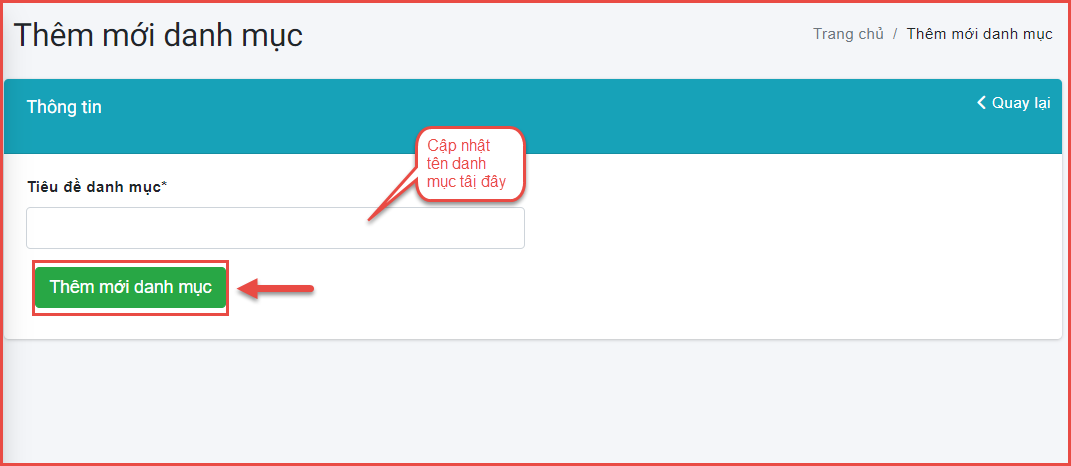 Thêm mới danh mục
Trang chủ / Thêm mới danh mục
Thông tin
Quay lại
Cập nhật
tên danh
mục tâị đây
Tiêu đề danh mục*
Thêm mới danh mục